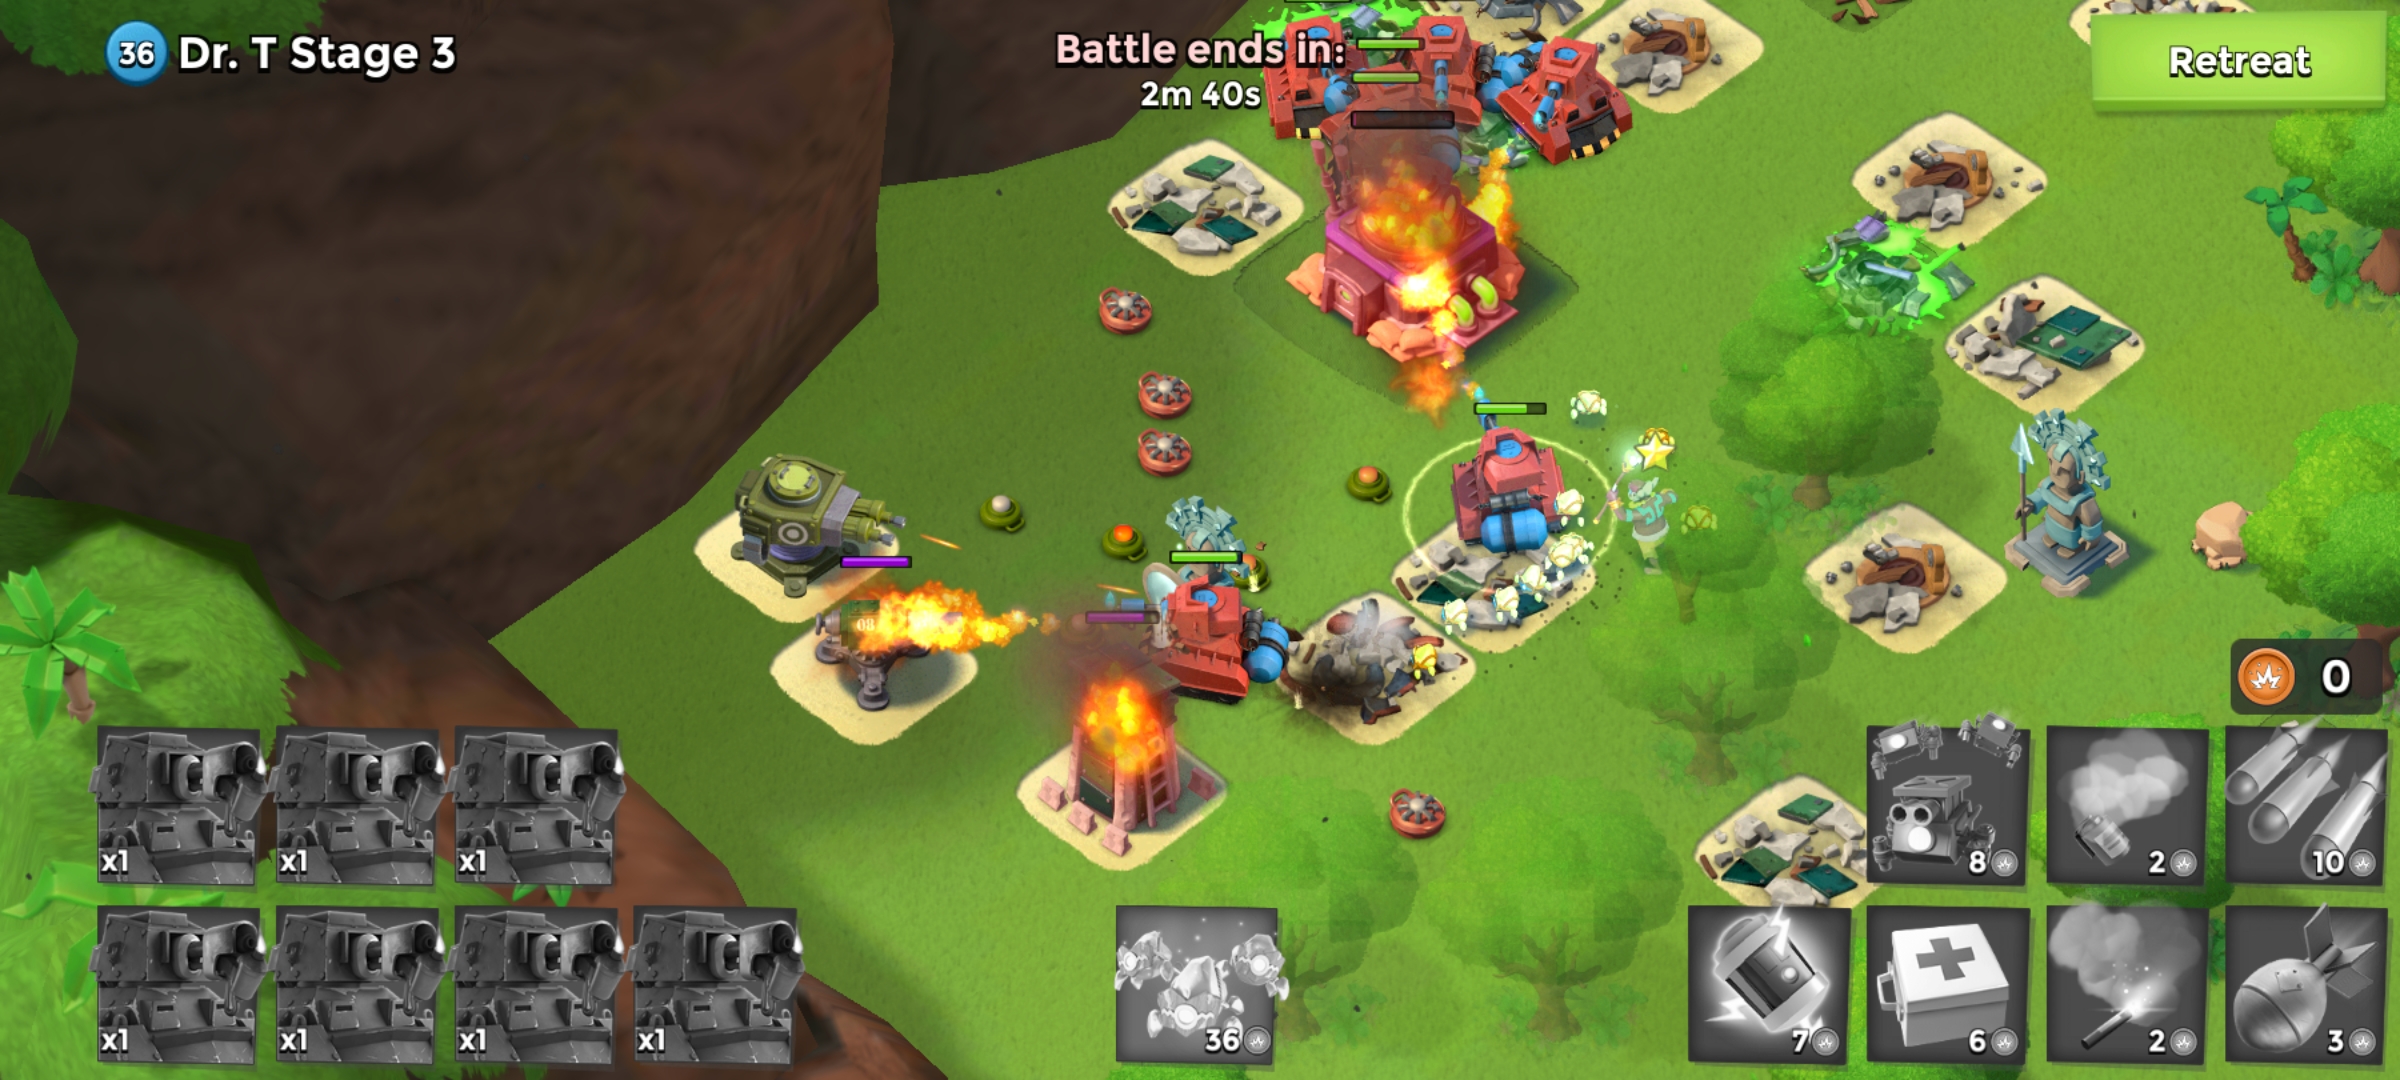 36 Dr. T Stage 3
Battle ends in:
2m 40s
Retreat
08
0
x1 x1 x1
8 2 10
x1 x1 x1 x1
36
7 6 2 3